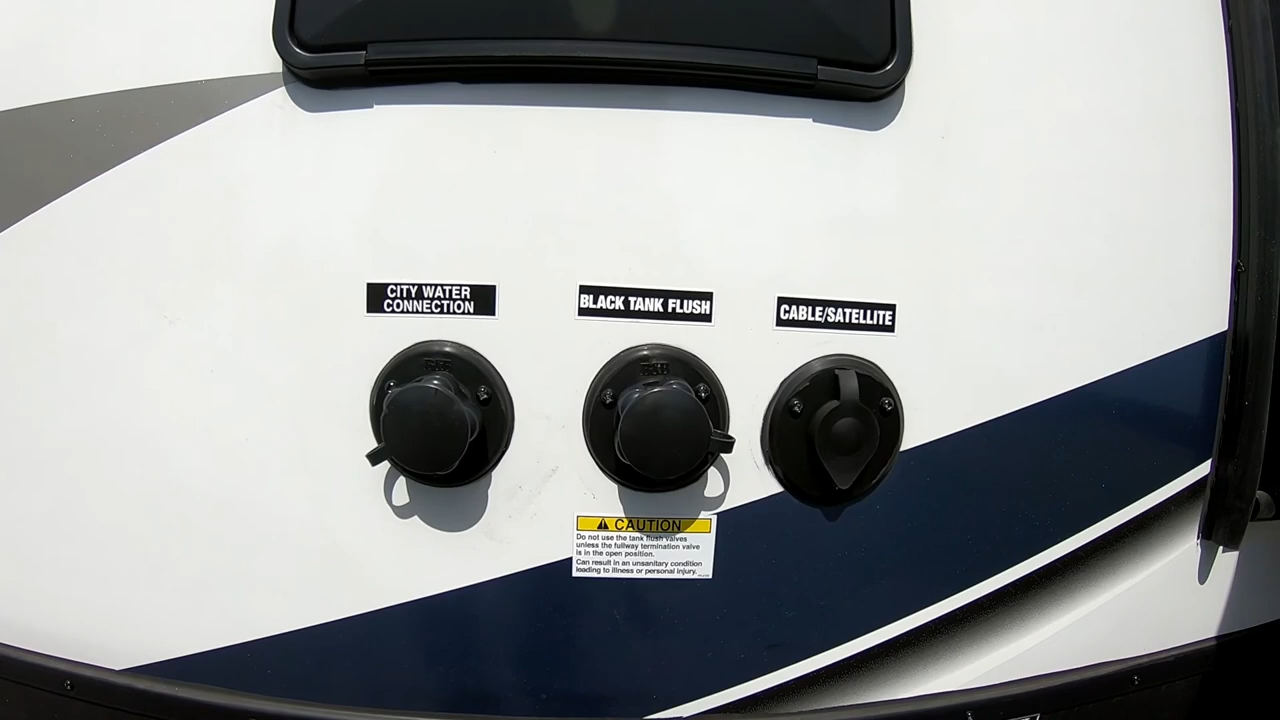 CITY WATER
CONNECTION
BLACK TANK FLUSH
CABLE/SATELLITE
CAUTION
Do not use the tank flush valves
unless the fullway termination valve
is in the open position.
Can result in an unsanitary condition
leading to illness or personal injury.